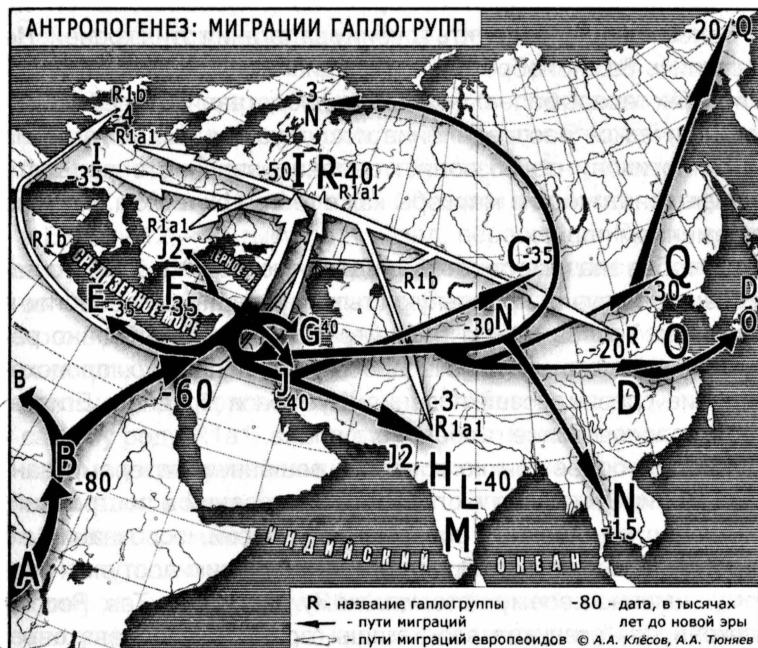 АНТРОПОГЕНЕЗ: МИГРАЦИИ ГАПЛОГРУПП
-20 Q
R1b
-4
3
N
R1a1
I
-35
-50 I R -40
R1a1
R1a1
J2
R1b
СРЕДИЗЕМНОЕ МОРЕ
F
-35
E -35
G -40
J
-40
C -35
R1b
-30 N
Q
-30
D
O
R
-20
O
D
B
-60
B
-80
A
-3
R1a1
J2
H
L -40
M
N
-15
ИНДИЙСКИЙ ОКЕАН
R - название гаплогруппы
-80 - дата, в тысячах
лет до новой эры
- пути миграций
- пути миграций европеоидов © А.А. Клёсов, А.А. Тюняев